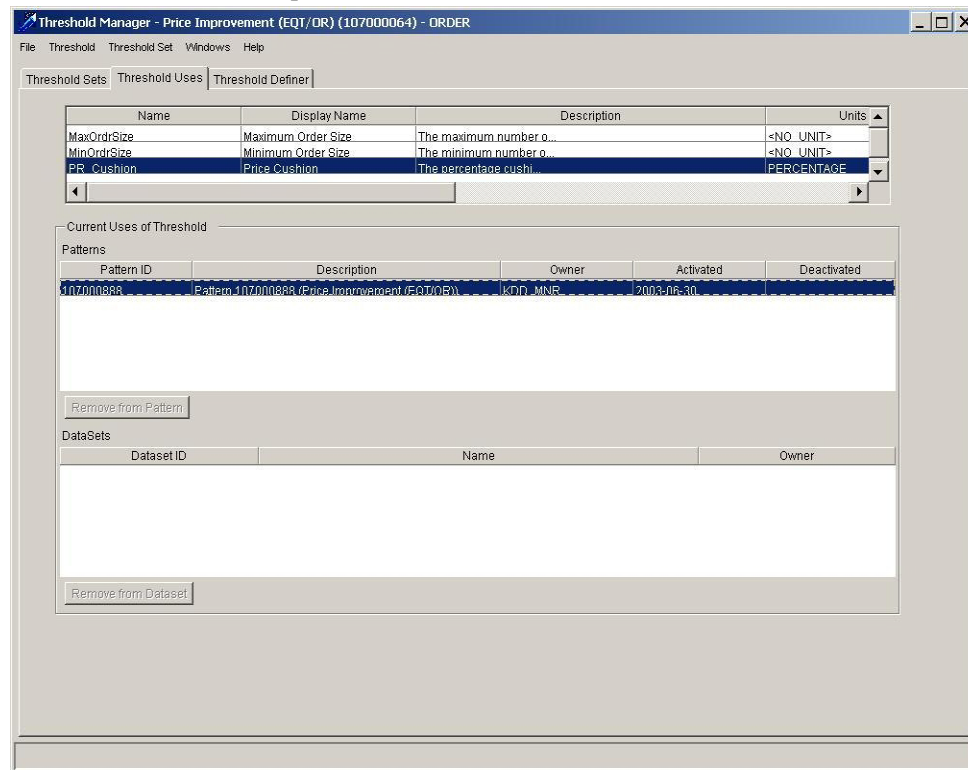 Threshold Manager - Price Improvement (EQT/OR) (107000064) - ORDER
File Threshold Threshold Set Windows Help
Threshold Sets Threshold Uses Threshold Definer
Name Display Name Description Units
MaxOrdrSize Maximum Order Size The maximum number o... <NO_UNIT>
MinOrdrSize Minimum Order Size The minimum number o... <NO_UNIT>
PR_Cushion Price Cushion The percentage cushi... PERCENTAGE
Current Uses of Threshold
Patterns
Pattern ID Description Owner Activated Deactivated
107000888 Pattern 107000888 (Price Improvement (EQT/OR)) KDD_MNR 2003-06-30
Remove from Pattern
DataSets
Dataset ID Name Owner
Remove from Dataset